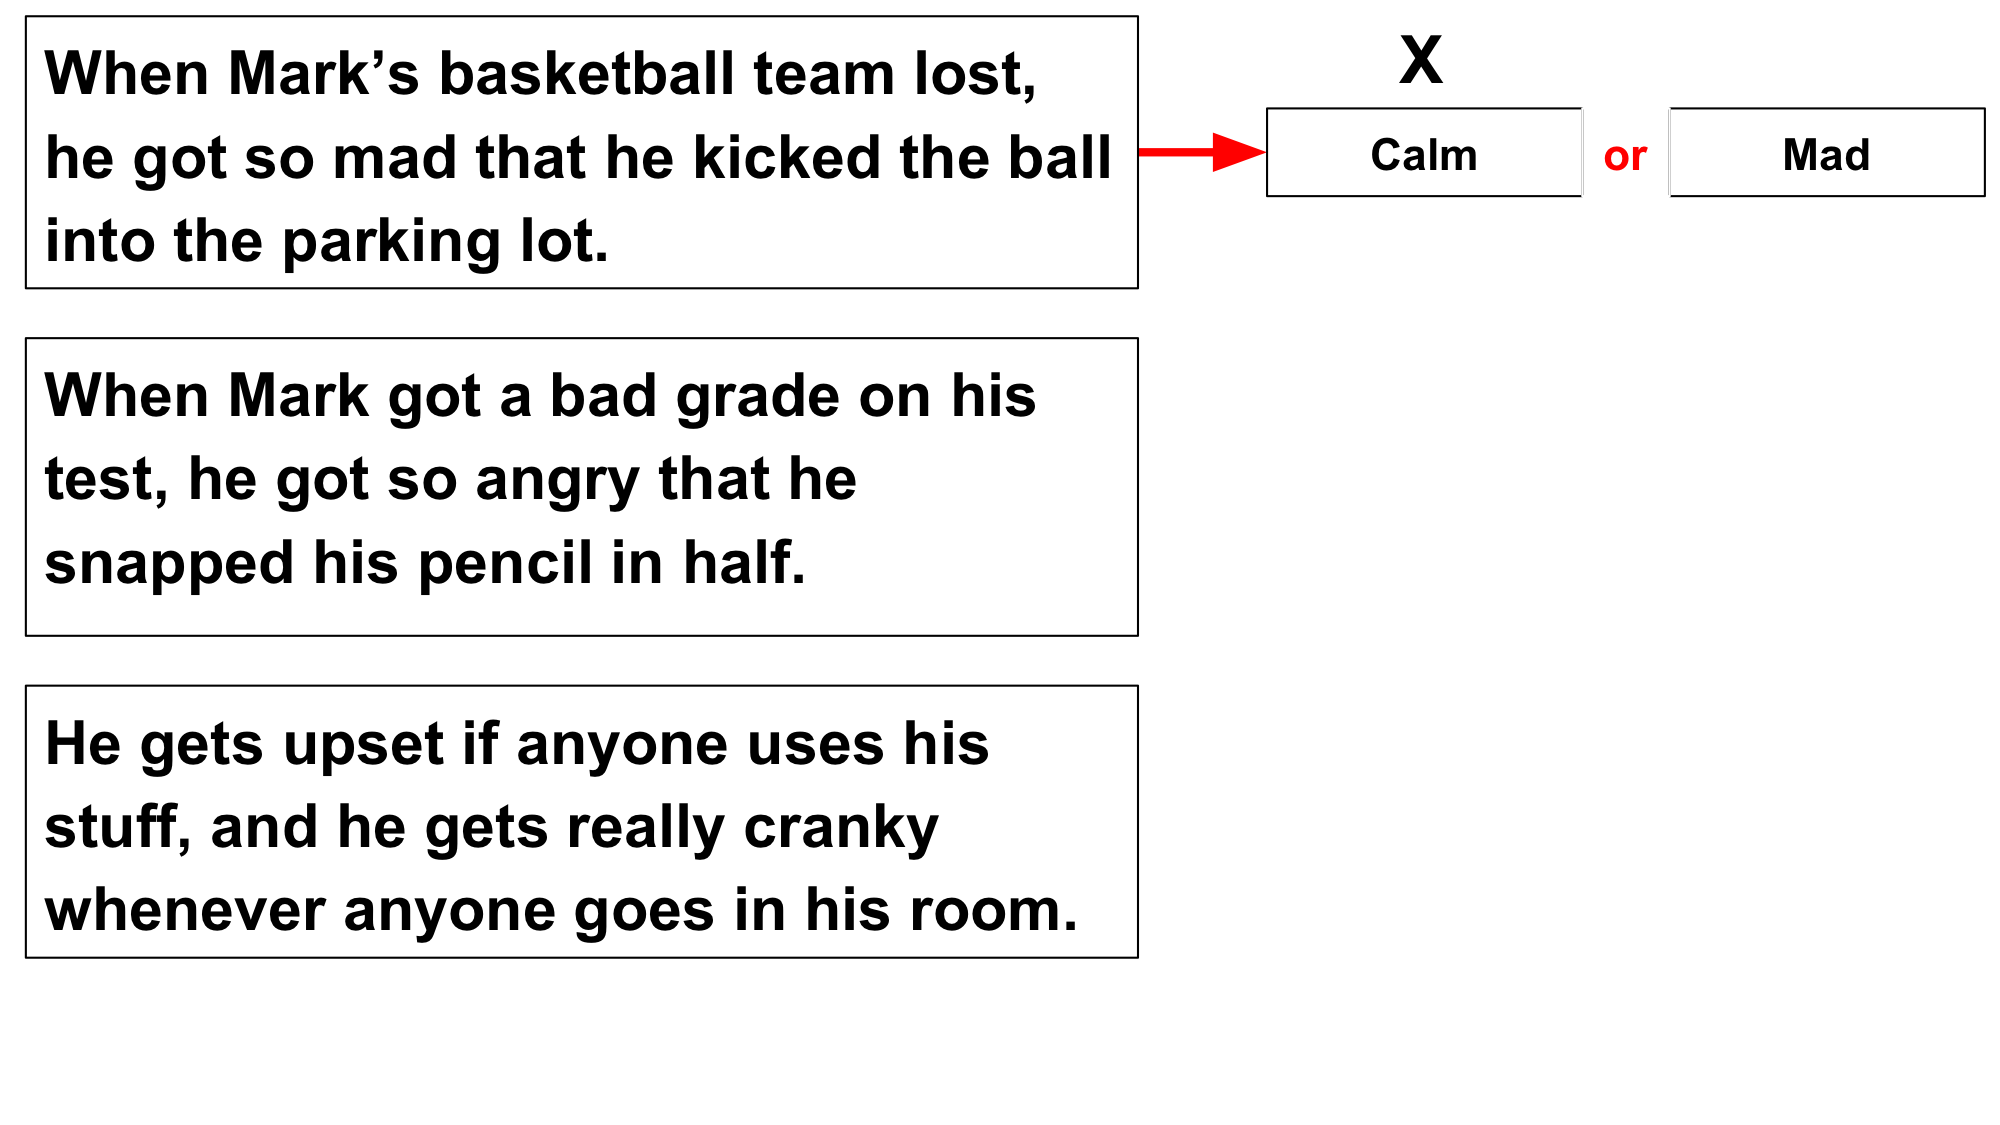 When Mark’s basketball team lost,
he got so mad that he kicked the ball
into the parking lot.
X
Calm or Mad
When Mark got a bad grade on his
test, he got so angry that he
snapped his pencil in half.
He gets upset if anyone uses his
stuff, and he gets really cranky
whenever anyone goes in his room.